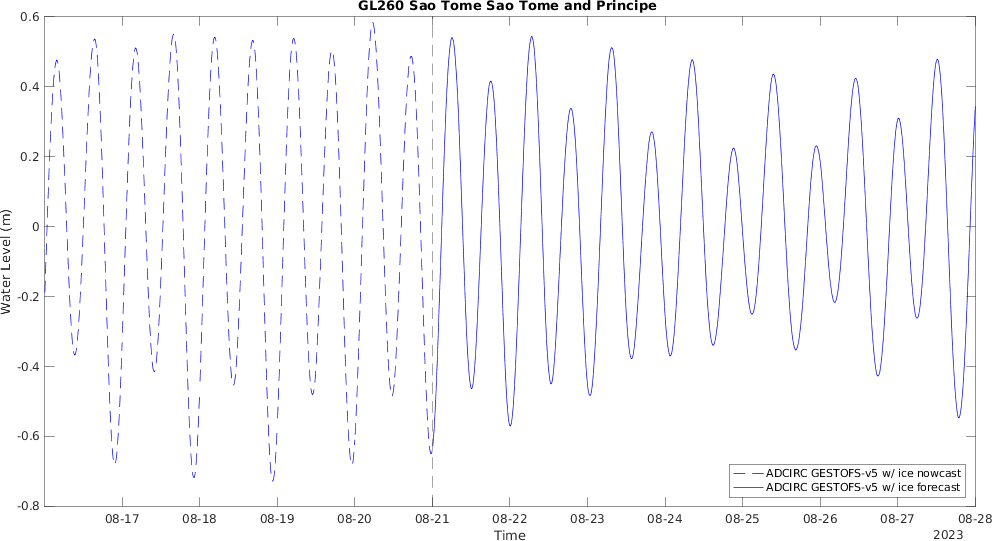 GL260 Sao Tome Sao Tome and Principe
0.6
0.4
0.2
0
-0.2
-0.4
-0.6
-0.8
Water Level (m)
ADCIRC GESTOFS-v5 w/ ice nowcast
ADCIRC GESTOFS-v5 w/ ice forecast
08-17 08-18 08-19 08-20 08-21 08-22 08-23 08-24 08-25 08-26 08-27 08-28
Time
2023